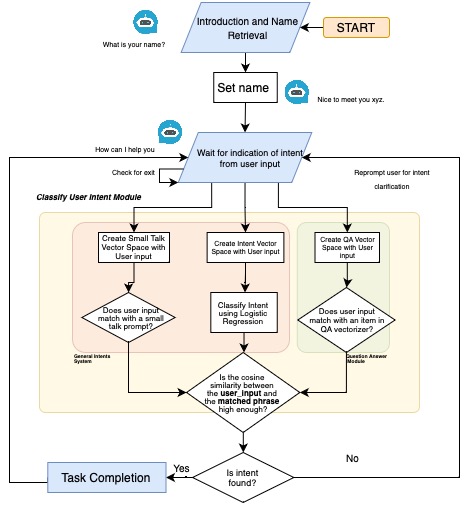 Introduction and Name
Retrieval
START
What is your name?
Set name
Nice to meet you xyz.
How can I help you
Wait for indication of intent
from user input
Check for exit
Reprompt user for intent
clarification
Classify User Intent Module
Create Small Talk
Vector Space with
User input
Create Intent Vector
Space with User input
Create QA Vector
Space with User
input
Does user input
match with a small
talk prompt?
Classify Intent
using Logistic
Regression
Does user input
match with an item in
QA vectorizer?
General Intents
System
Question Answer
Module
Is the cosine
similarity between
the user_input and
the matched phrase
high enough?
No
Yes
Task Completion
Is intent
found?